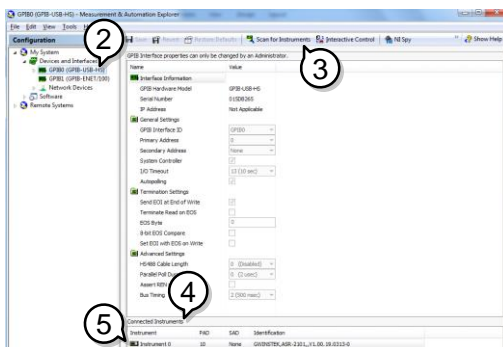 GPIB0 (GPIB-USB-HS) - Measurement & Automation Explorer
File Edit View Tools
Configuration
2
Save Revert Restore Defaults Scan for Instruments Interactive Control NI Spy Show Help
3
My System
Devices and Interfaces
GPIB0 (GPIB-USB-HS)
GPIB1 (GPIB-ENET/100)
Network Devices
Software
Remote Systems
GPIB Interface properties can only be changed by an Administrator.
Name Value
Interface Information
GPIB Hardware Model GPIB-USB-HS
Serial Number 015DB265
IP Address Not Applicable
General Settings
GPIB Interface ID GPIB0
Primary Address 0
Secondary Address None
System Controller
I/O Timeout 13 (10 sec)
Autopolling
Termination Settings
Send EOI at End of Write
Terminate Read on EOS
EOS Byte 0
8-bit EOI Compare
Set EOI with EOS on Write
Advanced Settings
HS488 Cable Length 0 (Disabled)
Parallel Poll 0 (2 usec)
Assert REN
Bus Timing 2 (500 nsec)
4
Connected Instruments
5
Instrument PAD SAD Identification
Instrument 0 10 None GWINSTEK,ASR-2101,,V1.00.19.0313-0